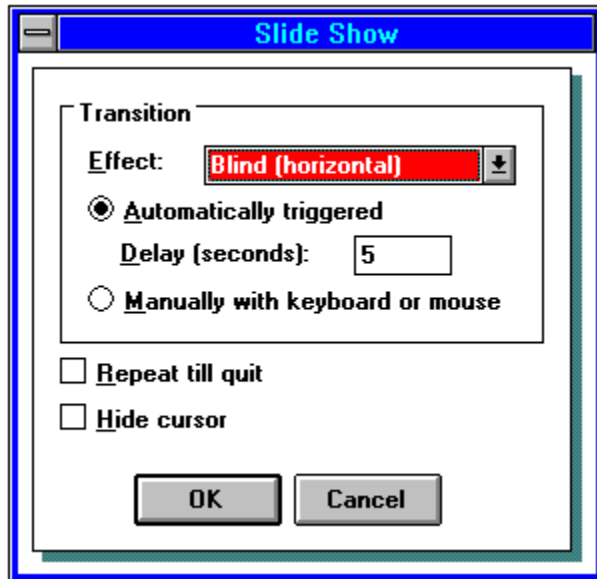 Slide Show
Transition
Effect: Blind (horizontal)
Automatically triggered
Delay (seconds): 5
Manually with keyboard or mouse
Repeat till quit
Hide cursor
OK Cancel